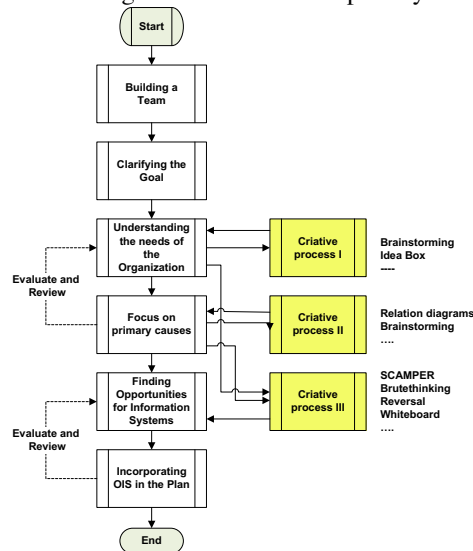 Start
Building a
Team
Clarifying the
Goal
Understanding
the needs of
the
Organization
Criative
process I
Brainstorming
Idea Box
----
Evaluate and
Review
Focus on
primary causes
Criative
process II
Relation diagrams
Brainstorming
....
Finding
Opportunities
for Information
Systems
Criative
process III
SCAMPER
Brutethinking
Reversal
Whiteboard
....
Evaluate and
Review
Incorporating
OIS in the Plan
End